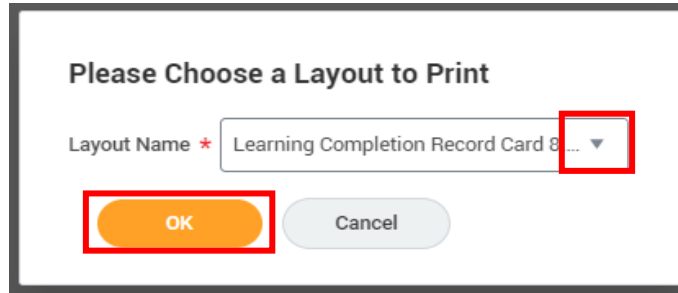 Please Choose a Layout to Print
Layout Name * Learning Completion Record Card 8 ...
OK Cancel